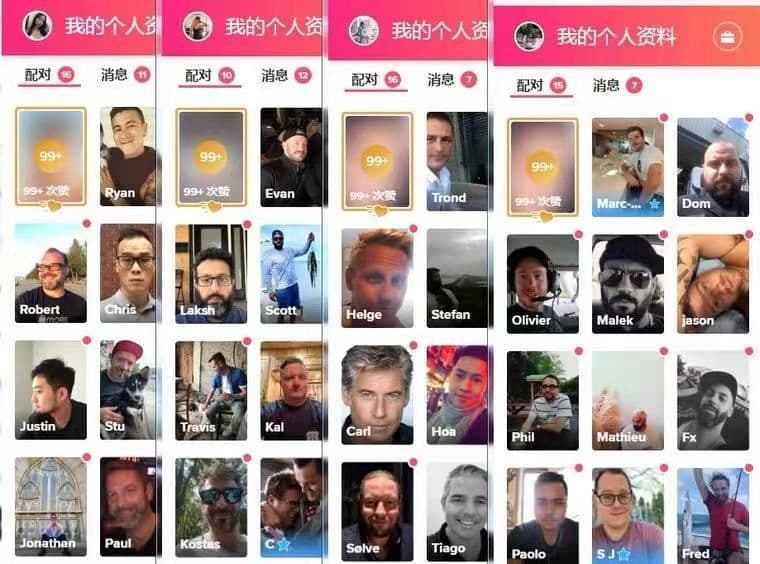 我的个人资
配对 16 消息 11
99+
99+ 次赞
Ryan
Robert
Chris
Justin
Stu
Jonathan
Paul
我的个人资
配对 10 消息 12
99+
99+ 次赞
Evan
Laksh
Scott
Travis
Kal
Kostas
C
我的个人资
配对 16 消息 7
99+
99+ 次赞
Trond
Helge
Stefan
Carl
Hoa
Sølve
Tiago
我的个人资料
配对 15 消息 7
99+
99+ 次赞
Marc-...
Dom
Olivier
Malek
jason
Phil
Mathieu
Fx
Paolo
S J
Fred